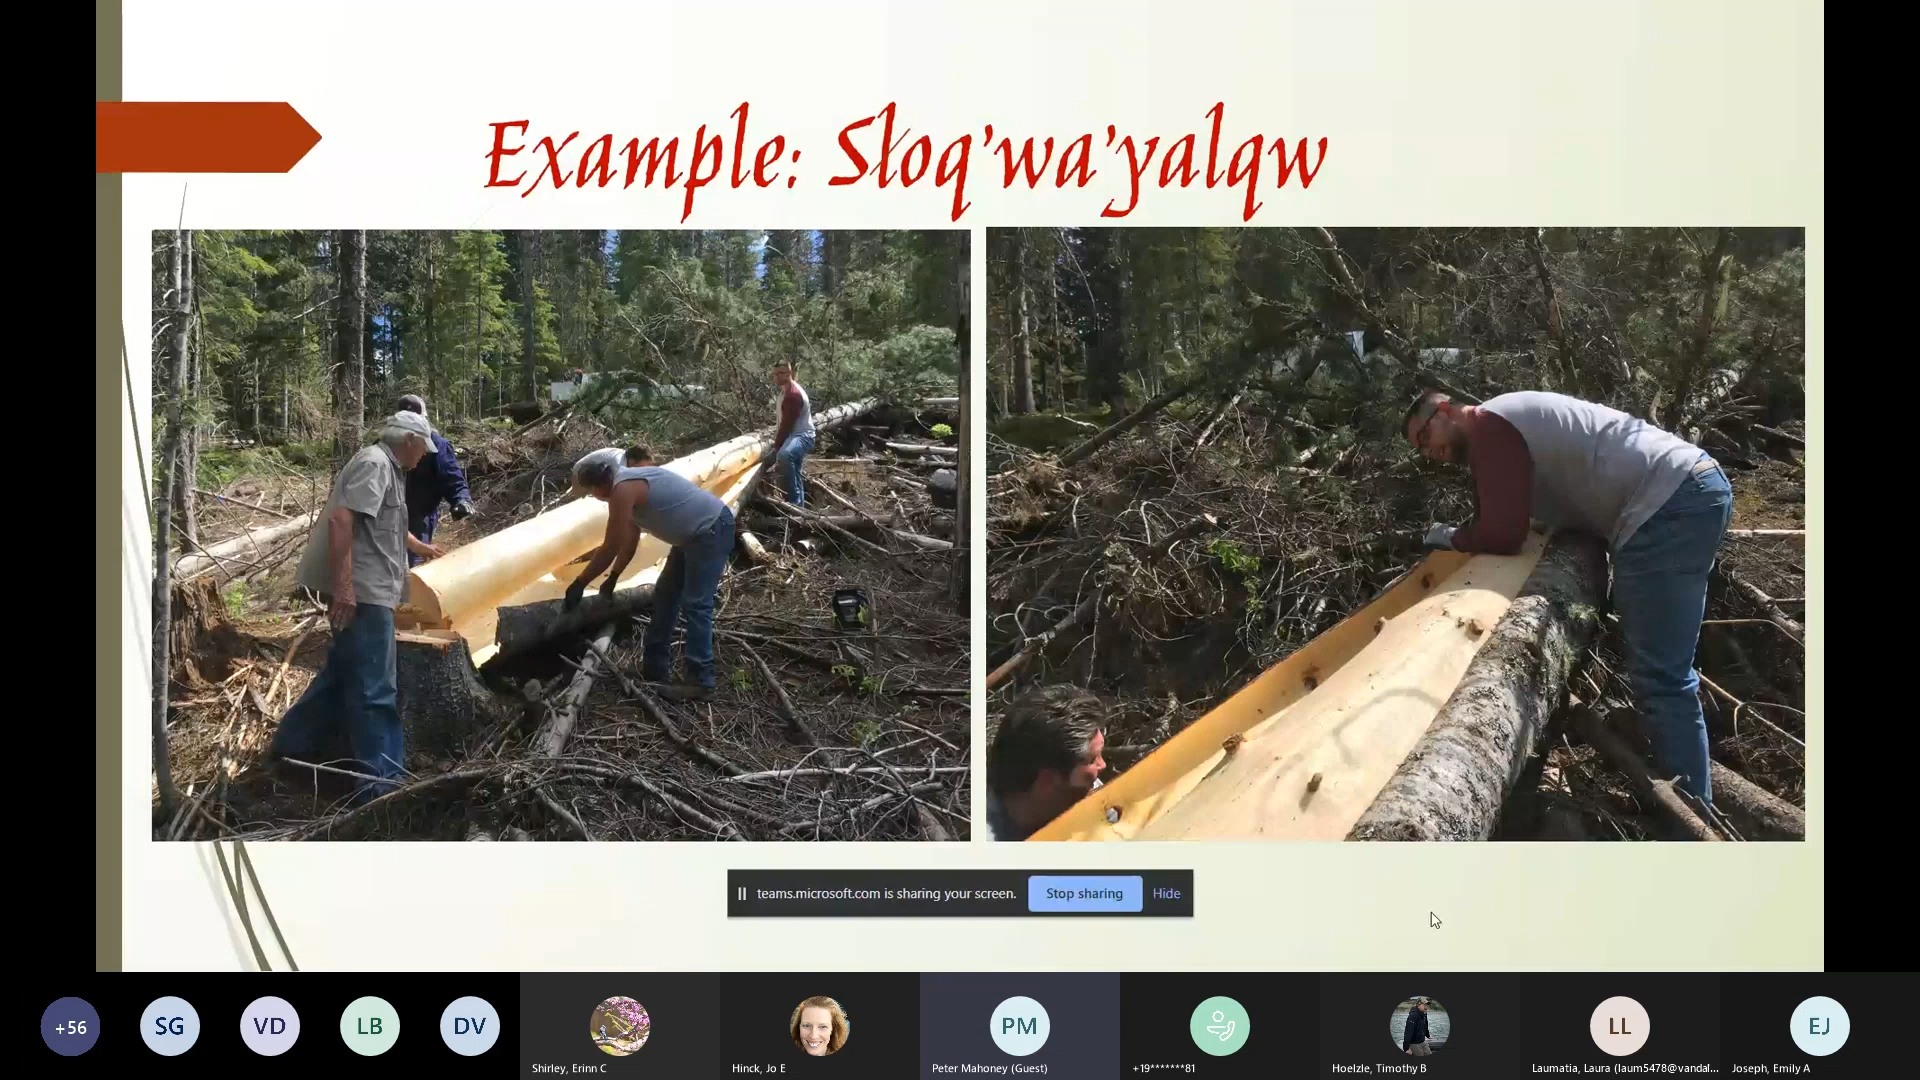 Example: Słoq’wa’yalqw
teams.microsoft.com is sharing your screen.
Stop sharing
Hide
+56
SG
VD
LB
DV
PM
LL
EJ
Shirley, Erinn C
Hinck, Jo E
Peter Mahoney (Guest)
+19*******81
Hoelzle, Timothy B
Laumatia, Laura (laum5478@vandal...
Joseph, Emily A